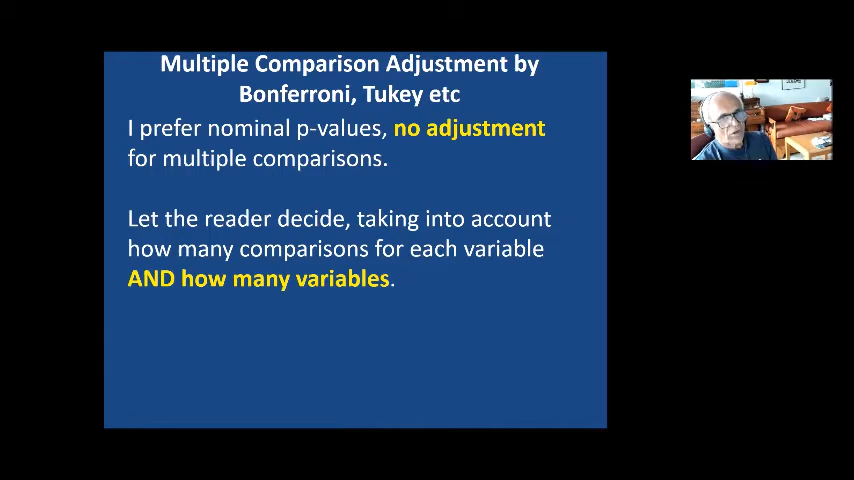 Multiple Comparison Adjustment by
Bonferroni, Tukey etc
I prefer nominal p-values, no adjustment
for multiple comparisons.
Let the reader decide, taking into account
how many comparisons for each variable
AND how many variables.